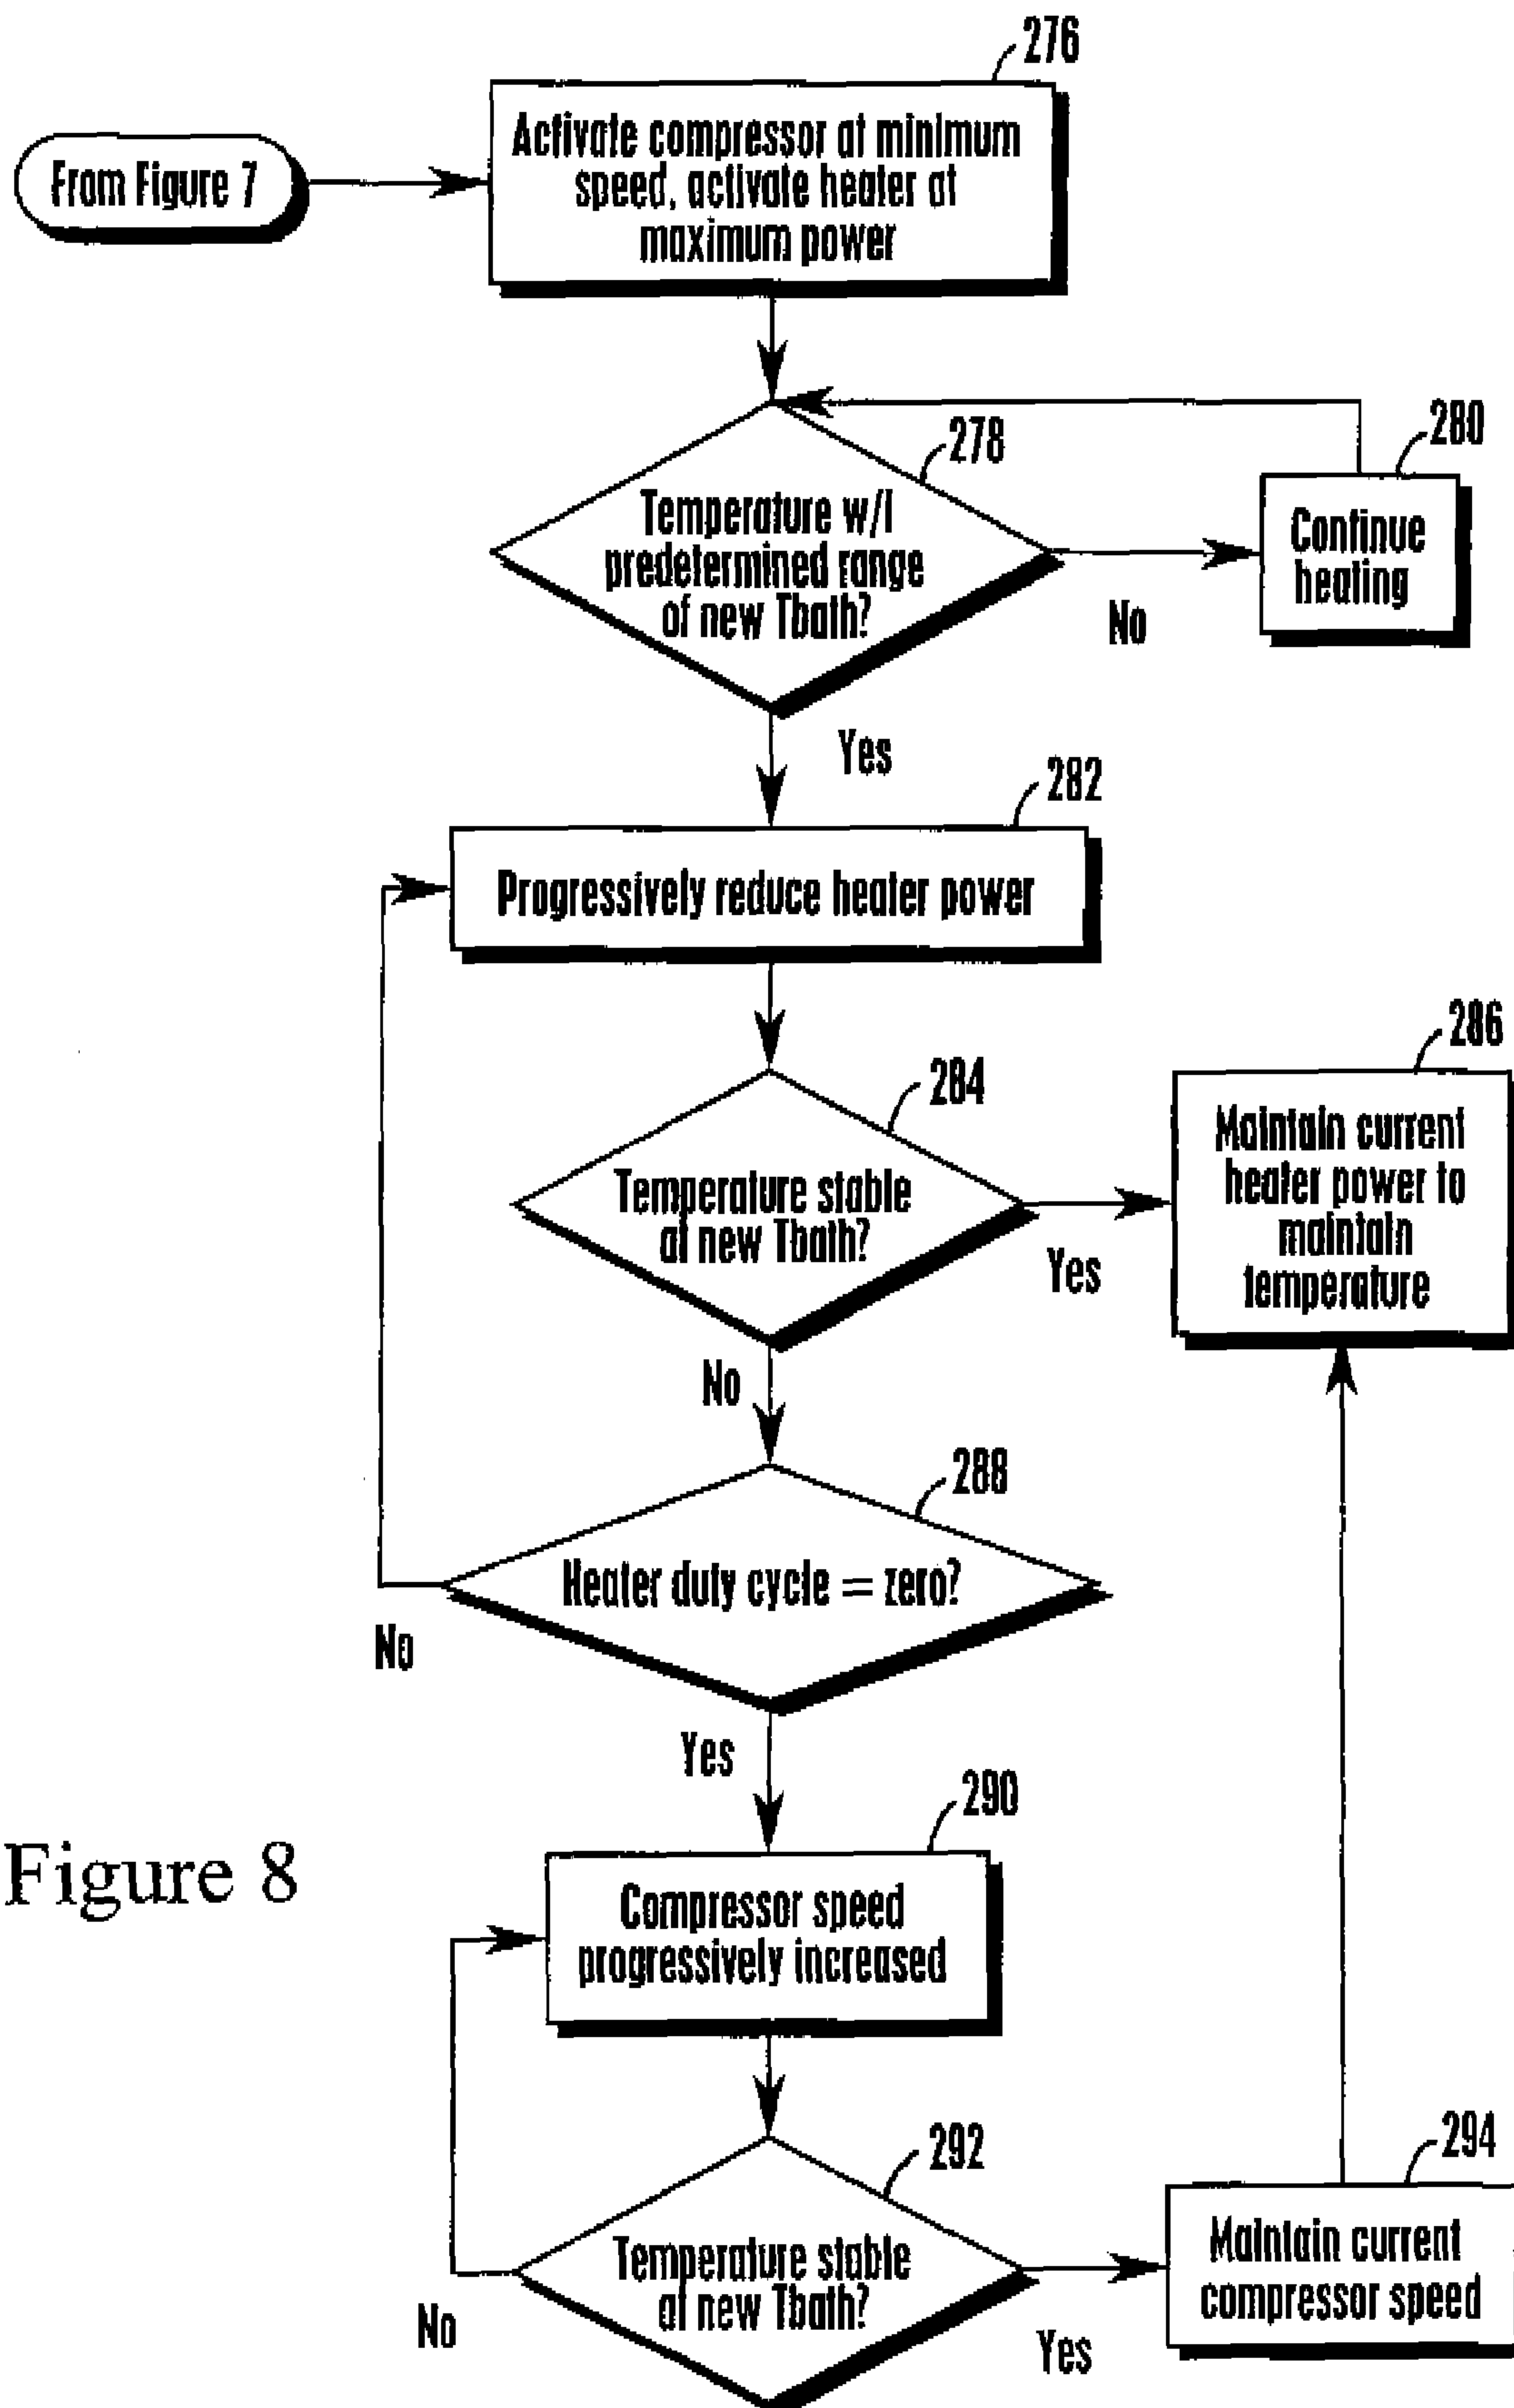 276
From Figure 7
Activate compressor at minimum
speed, activate heater at
maximum power
278
280
Temperature w/I
predetermined range
of new Tbath?
Continue
heating
No
Yes
282
Progressively reduce heater power
284
286
Temperature stable
at new Tbath?
Maintain current
heater power to
maintain
temperature
Yes
No
288
Heater duty cycle = zero?
No
Yes
290
Figure 8
Compressor speed
progressively increased
292
294
Temperature stable
at new Tbath?
Maintain current
compressor speed
No
Yes